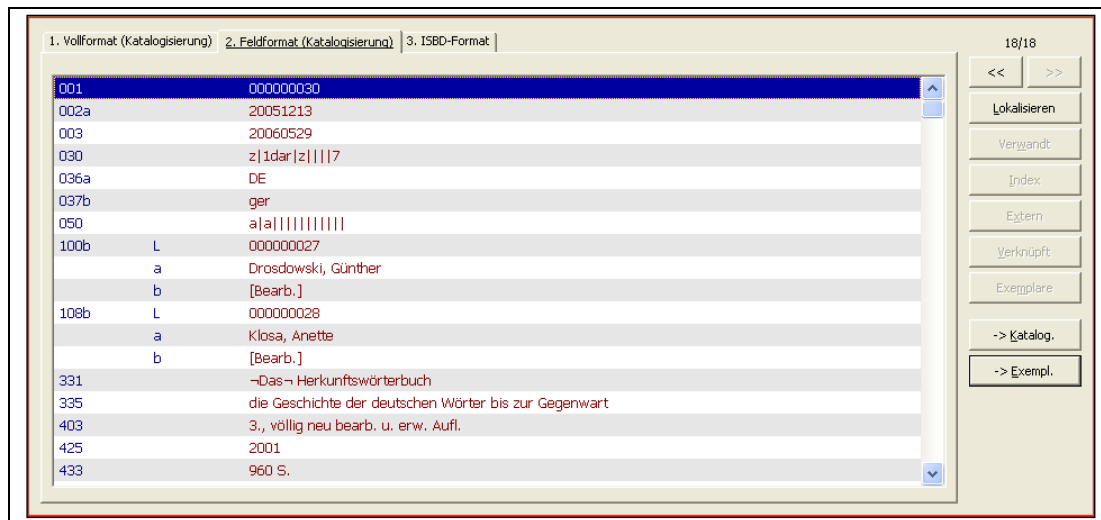 1. Vollformat (Katalogisierung) 2. Feldformat (Katalogisierung) 3. ISBD-Format
001 000000030
002a 20051213
003 20060529
030 z|1dar|z||||7
036a DE
037b ger
050 a|a|||||||||||
100b L 000000027
a Drosdowski, Günther
b [Bearb.]
108b L 000000028
a Klosa, Anette
b [Bearb.]
331 ¬Das¬ Herkunftswörterbuch
335 die Geschichte der deutschen Wörter bis zur Gegenwart
403 3., völlig neu bearb. u. erw. Aufl.
425 2001
433 960 S.
18/18
<< >>
Lokalisieren
Verwandt
Index
Extern
Verknüpft
Exemplare
-> Katalog.
-> Exempl.